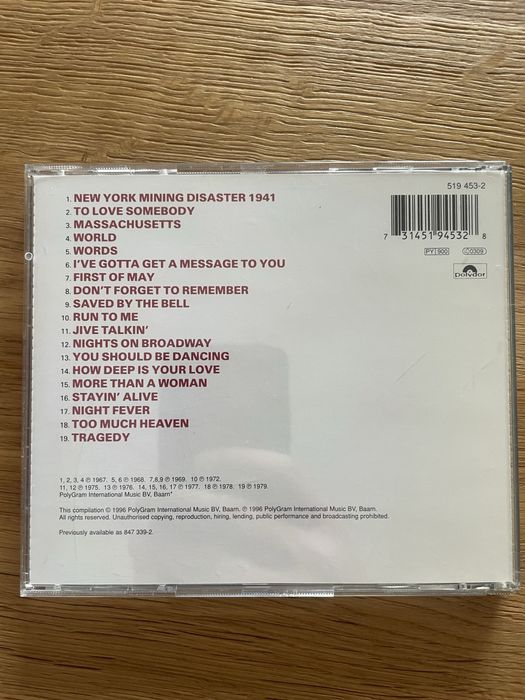 519 453-2
1. NEW YORK MINING DISASTER 1941
2. TO LOVE SOMEBODY
3. MASSACHUSETTS
4. WORLD
5. WORDS
6. I'VE GOTTA GET A MESSAGE TO YOU
7. FIRST OF MAY
8. DON'T FORGET TO REMEMBER
9. SAVED BY THE BELL
10. RUN TO ME
11. JIVE TALKIN'
12. NIGHTS ON BROADWAY
13. YOU SHOULD BE DANCING
14. HOW DEEP IS YOUR LOVE
15. MORE THAN A WOMAN
16. STAYIN' ALIVE
17. NIGHT FEVER
18. TOO MUCH HEAVEN
19. TRAGEDY
7 31451 94532 8
PY 900 LC 0309
Polydor
1, 2, 3, 4 ℗ 1967. 5, 6 ℗ 1968. 7,8,9 ℗ 1969. 10 ℗ 1972.
11, 12 ℗ 1975. 13 ℗ 1976. 14, 15, 16, 17 ℗ 1977. 18 ℗ 1978. 19 ℗ 1979.
PolyGram International Music BV, Baarn*
This compilation © 1996 PolyGram International Music BV, Baarn. ℗ 1996 PolyGram International Music BV, Baarn.
All rights reserved. Unauthorised copying, reproduction, hiring, lending, public performance and broadcasting prohibited.
Previously available as 847 339-2.